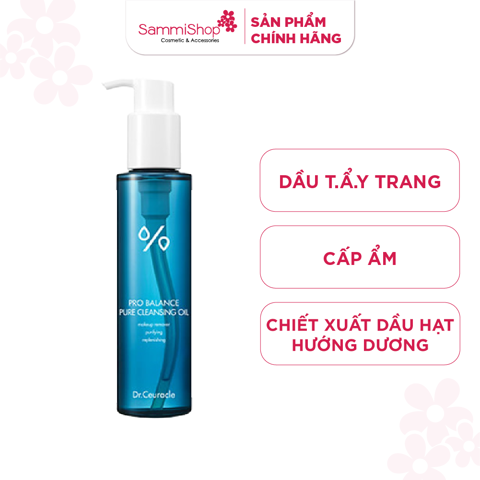 SammiShop
Cosmetic & Accessories
SẢN PHẨM
CHÍNH HÃNG
DẦU T.Ẩ.Y TRANG
CẤP ẨM
CHIẾT XUẤT DẦU HẠT
HƯỚNG DƯƠNG
PRO BALANCE
PURE CLEANSING OIL
makeup remover
purifying
replenishing
Dr.Ceuracle